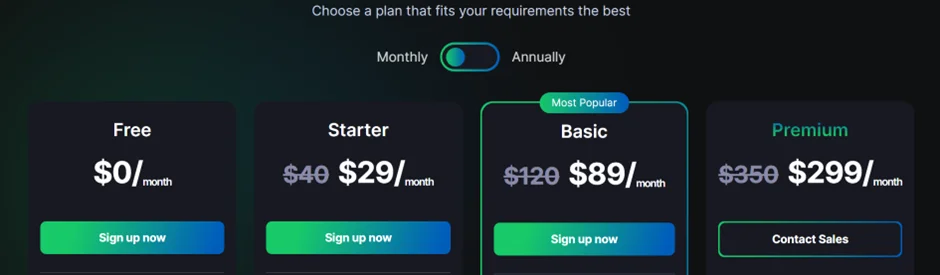 Choose a plan that fits your requirements the best
Monthly Annually
Most Popular
Free
$0/month
Sign up now
Starter
$40 $29/month
Sign up now
Basic
$120 $89/month
Sign up now
Premium
$350 $299/month
Contact Sales